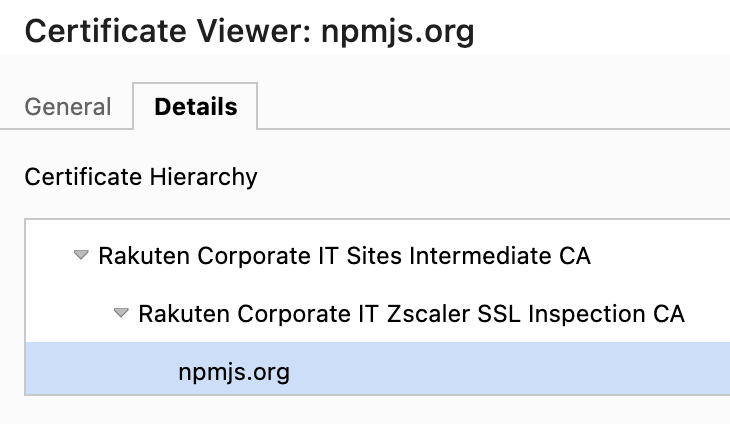 Certificate Viewer: npmjs.org
General
Details
Certificate Hierarchy
Rakuten Corporate IT Sites Intermediate CA
Rakuten Corporate IT Zscaler SSL Inspection CA
npmjs.org